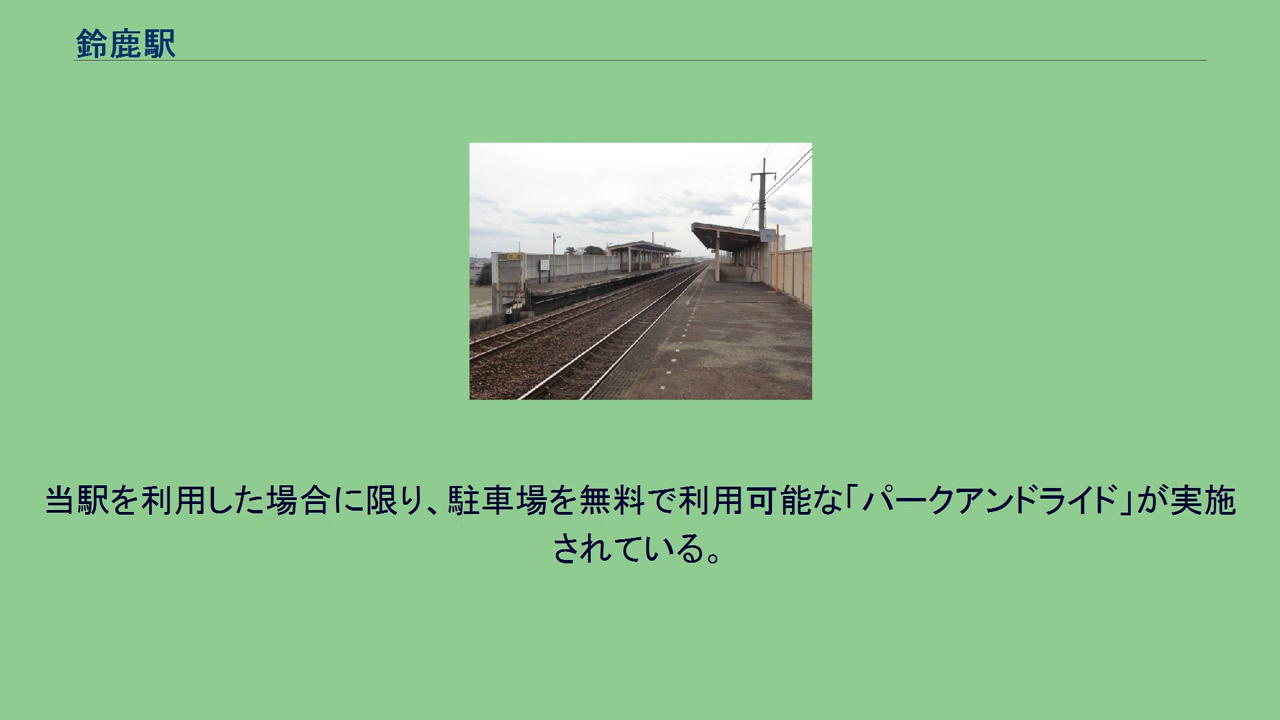 鈴鹿駅
当駅を利用した場合に限り、駐車場を無料で利用可能な「パークアンドライド」が実施
されている。